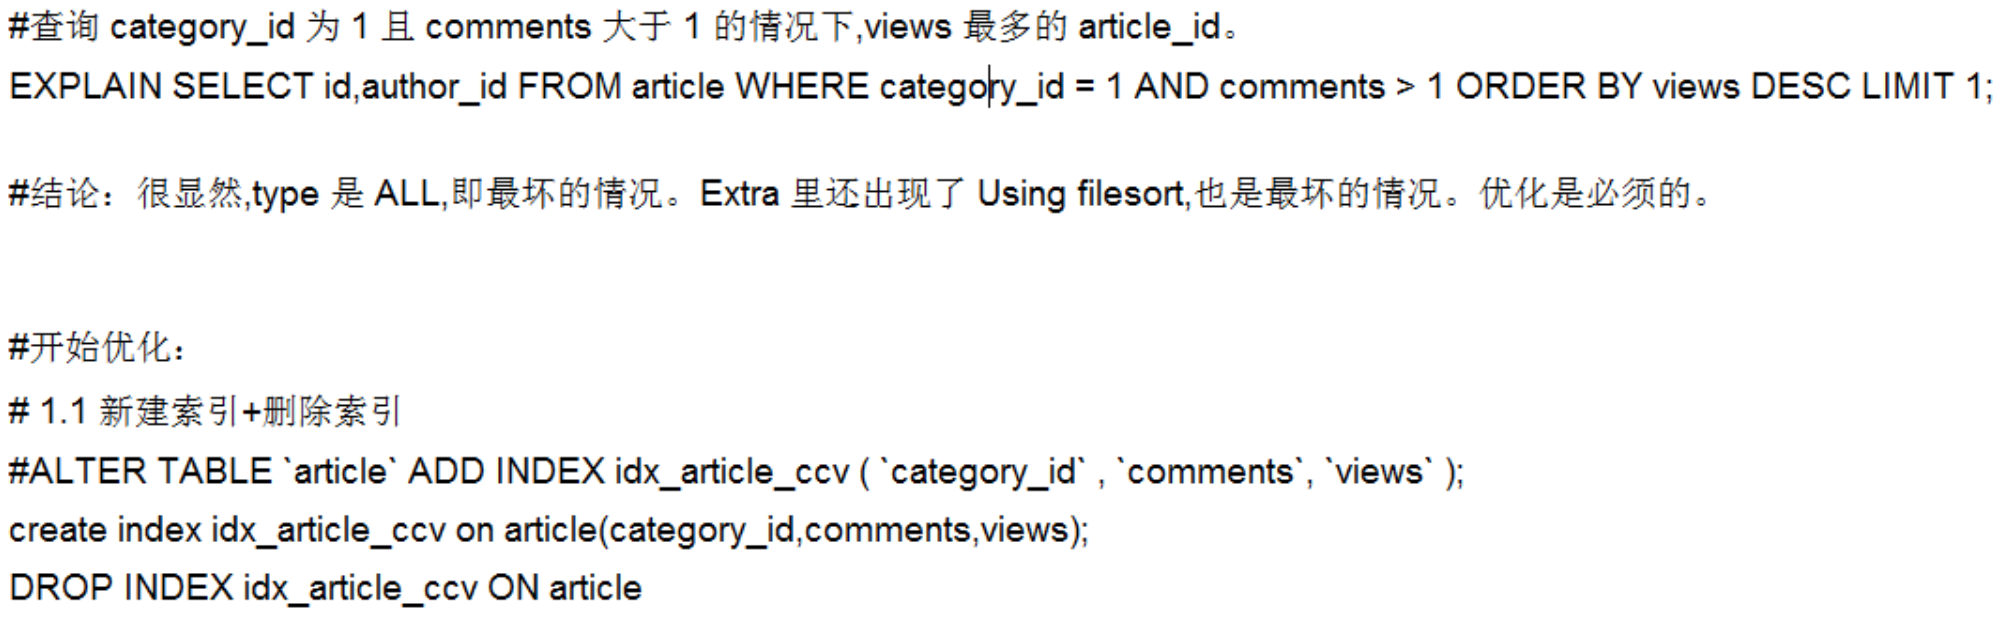 #查询 category_id 为 1 且 comments 大于 1 的情况下,views 最多的 article_id。
EXPLAIN SELECT id,author_id FROM article WHERE category_id = 1 AND comments > 1 ORDER BY views DESC LIMIT 1;
#结论：很显然,type 是 ALL,即最坏的情况。Extra 里还出现了 Using filesort,也是最坏的情况。优化是必须的。
#开始优化：
# 1.1 新建索引+删除索引
#ALTER TABLE `article` ADD INDEX idx_article_ccv ( `category_id` , `comments`, `views` );
create index idx_article_ccv on article(category_id,comments,views);
DROP INDEX idx_article_ccv ON article